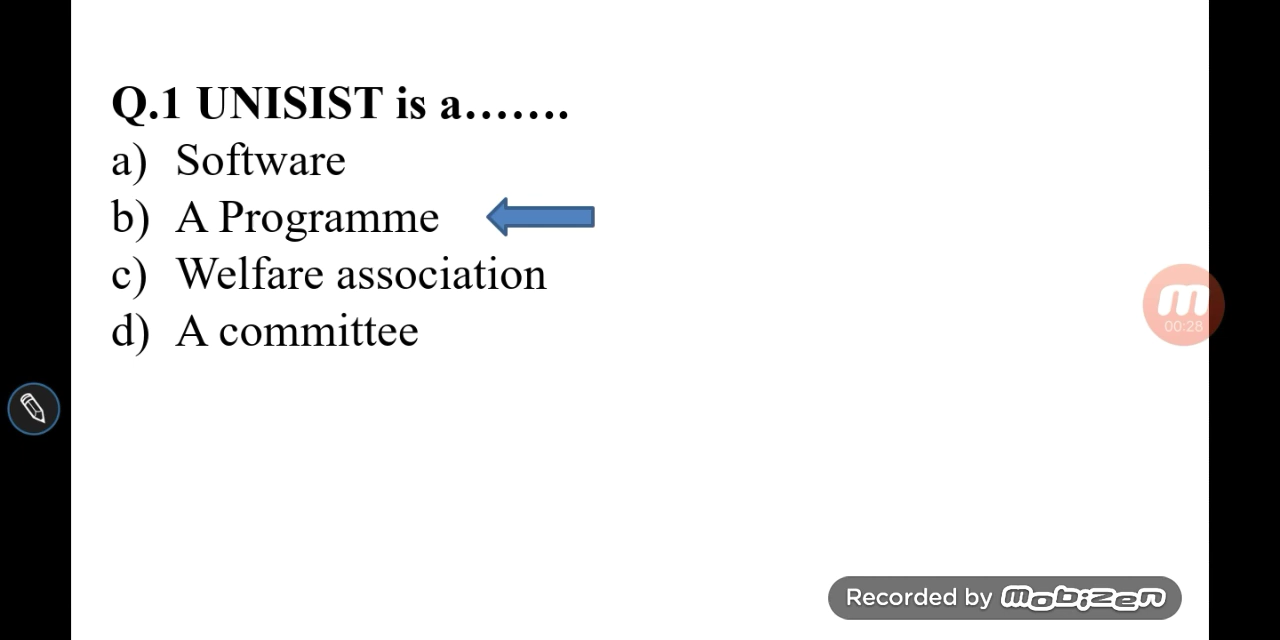 Q.1 UNISIST is a…….
a) Software
b) A Programme
c) Welfare association
d) A committee
00:28
Recorded by mobizen